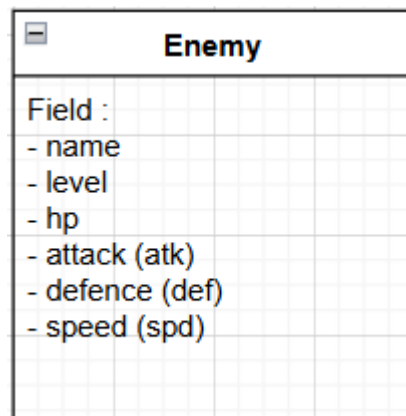 Enemy
Field :
- name
- level
- hp
- attack (atk)
- defence (def)
- speed (spd)